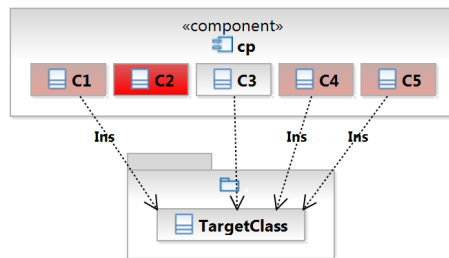 «component»
cp
C1 C2 C3 C4 C5
Ins Ins Ins
TargetClass